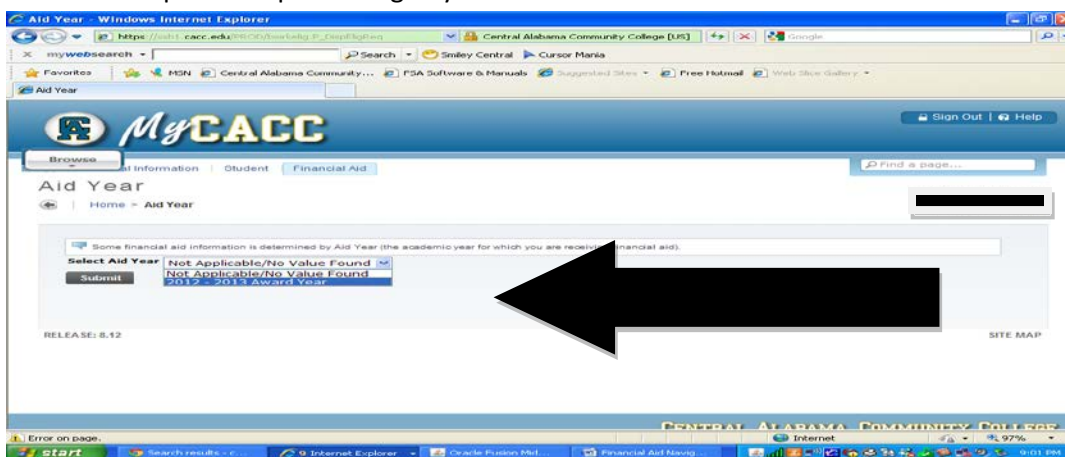 Aid Year - Windows Internet Explorer
Central Alabama Community College [US]
Google
mywebsearch
Search
Smiley Central
Cursor Mania
Favorites
MSN
Central Alabama Community...
FSA Software & Manuals
Suggested Sites
Free Hotmail
Web Slice Gallery
Aid Year
MyCACC
Sign Out | Help
Browse
Information
Student
Financial Aid
Find a page...
Aid Year
Home > Aid Year
Some financial aid information is determined by Aid Year (the academic year for which you are receiving financial aid).
Select Aid Year
Not Applicable/No Value Found
Submit
Not Applicable/No Value Found
2012 - 2013 Award Year
RELEASE: 8.12
SITE MAP
CENTRAL ALABAMA COMMUNITY COLLEGE
Error on page.
Internet
97%
start
Search results - c...
9 Internet Explorer
Oracle Fusion Mid...
Financial Aid Navig...
9:01 PM